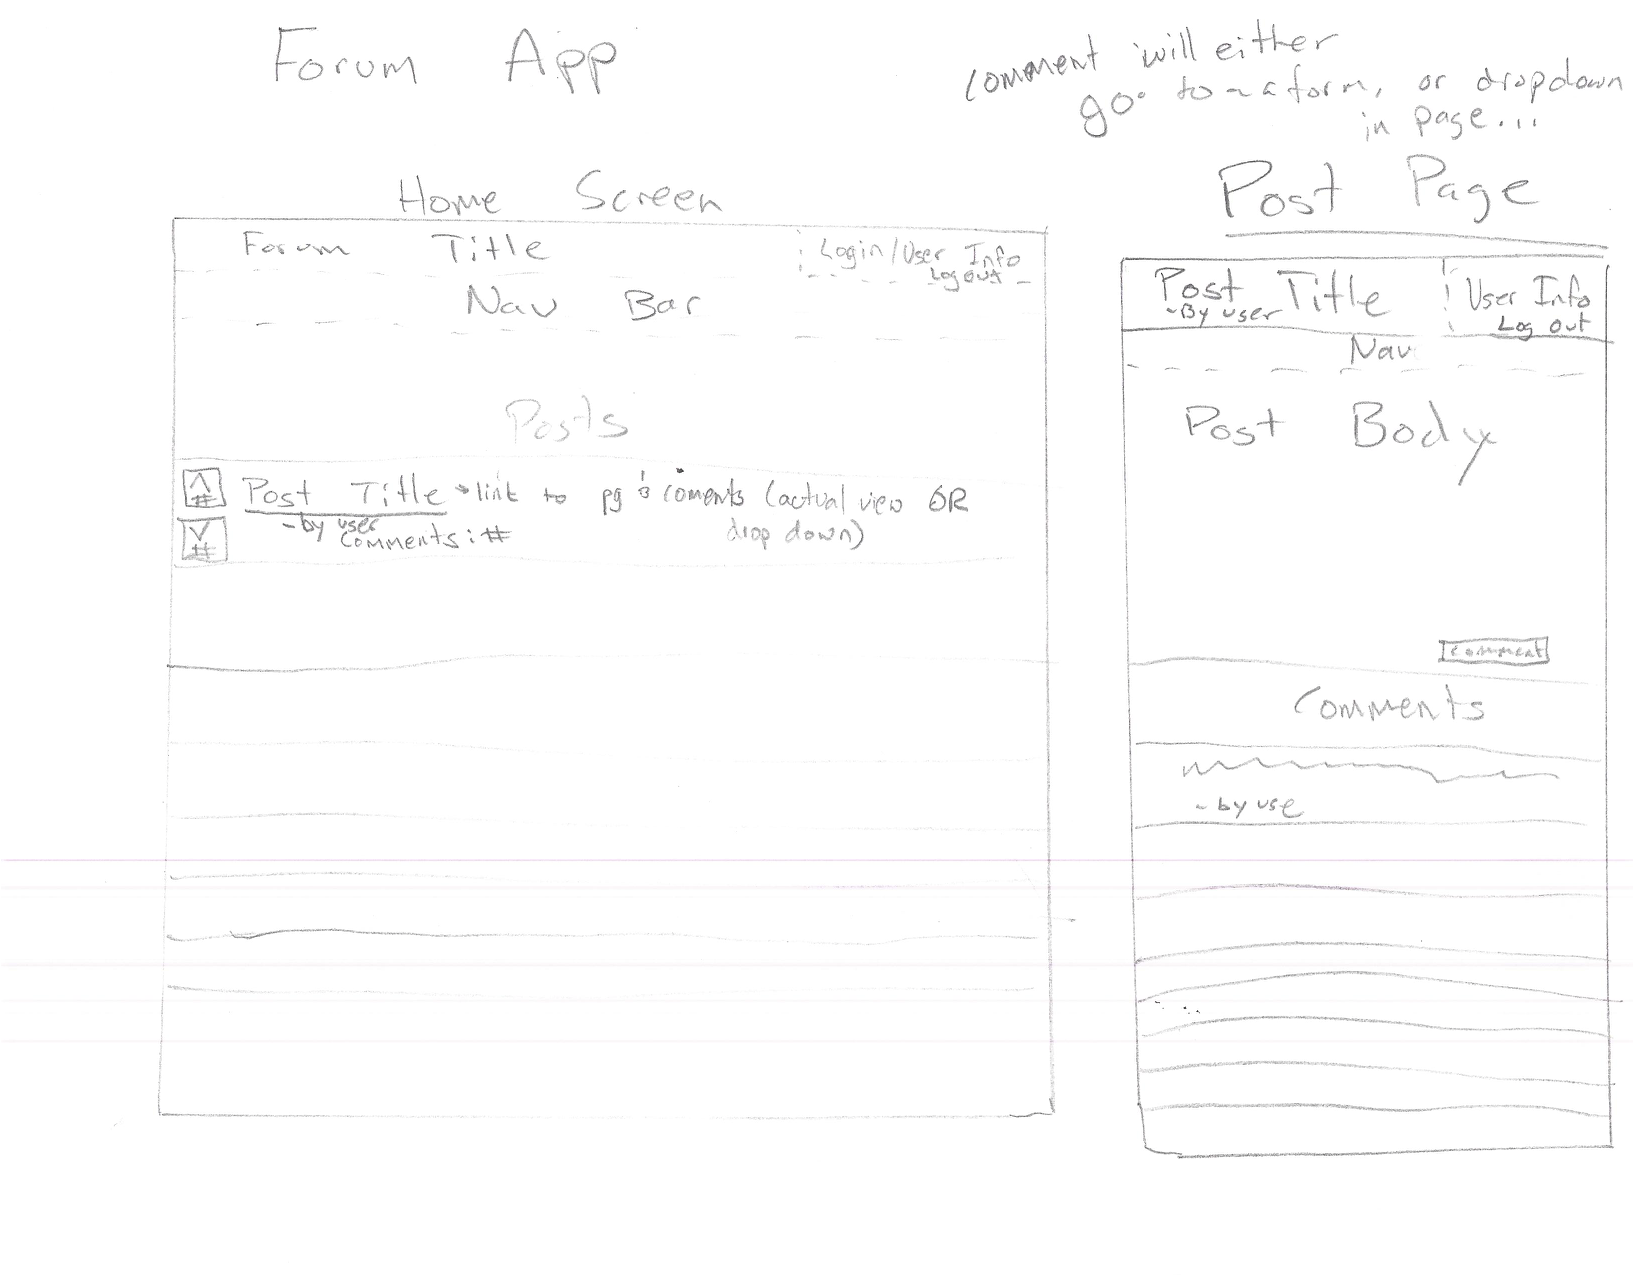 Forum App
comment will either
go to a form, or dropdown
in page...
Home Screen
Forum Title
Login/User Info
Log out
Nav Bar
Posts
^
#
Post Title → link to pg & coments (actual view OR
drop down)
- by user
Comments: #
V
#
Post Page
Post Title
- By user
User Info
Log out
Nav
Post Body
comment
Comments
- by use